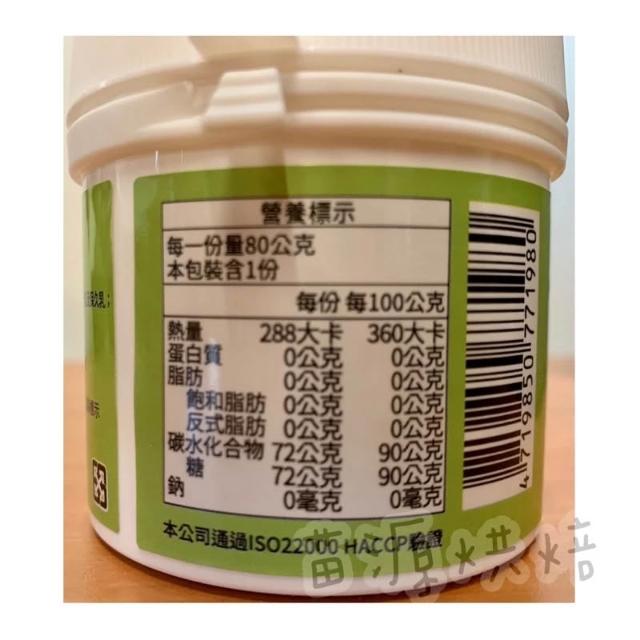 營養標示
每一份量80公克
本包裝含1份
每份 每100公克
熱量 288大卡 360大卡
蛋白質 0公克 0公克
脂肪 0公克 0公克
飽和脂肪 0公克 0公克
反式脂肪 0公克 0公克
碳水化合物 72公克 90公克
糖 72公克 90公克
鈉 0毫克 0毫克
本公司通過ISO22000 HACCP驗證
4719850771980
苗源烘焙